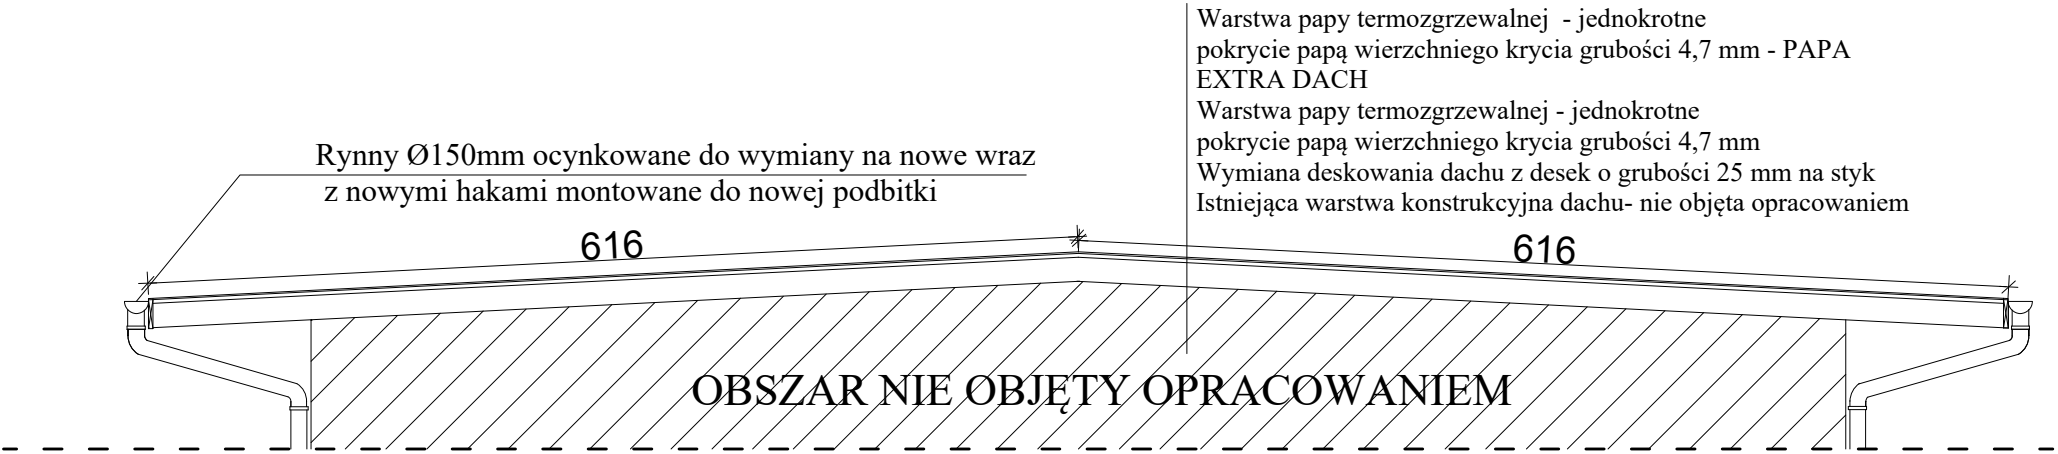 Warstwa papy termozgrzewalnej - jednokrotne
pokrycie papą wierzchniego krycia grubości 4,7 mm - PAPA
EXTRA DACH
Warstwa papy termozgrzewalnej - jednokrotne
pokrycie papą wierzchniego krycia grubości 4,7 mm
Wymiana deskowania dachu z desek o grubości 25 mm na styk
Istniejąca warstwa konstrukcyjna dachu- nie objęta opracowaniem
Rynny Ø150mm ocynkowane do wymiany na nowe wraz
z nowymi hakami montowane do nowej podbitki
616
616
OBSZAR NIE OBJĘTY OPRACOWANIEM